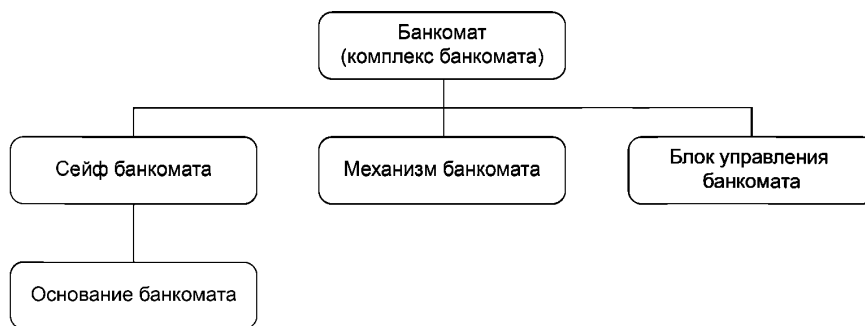 Банкомат
(комплекс банкомата)
Сейф банкомата
Механизм банкомата
Блок управления
банкомата
Основание банкомата